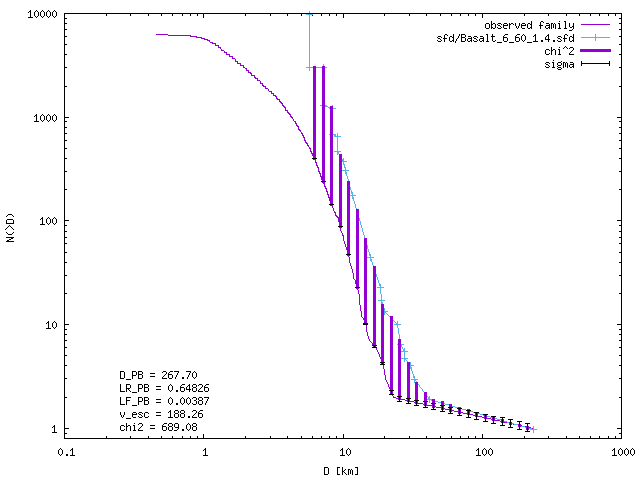 10000
1000
100
10
1
N(>D)
observed family
sfd/Basalt_6_60_1.4.sfd
chi^2
sigma
D_PB = 267.70
LR_PB = 0.64826
LF_PB = 0.00387
v_esc = 188.26
chi2 = 689.08
0.1 1 10 100 1000
D [km]